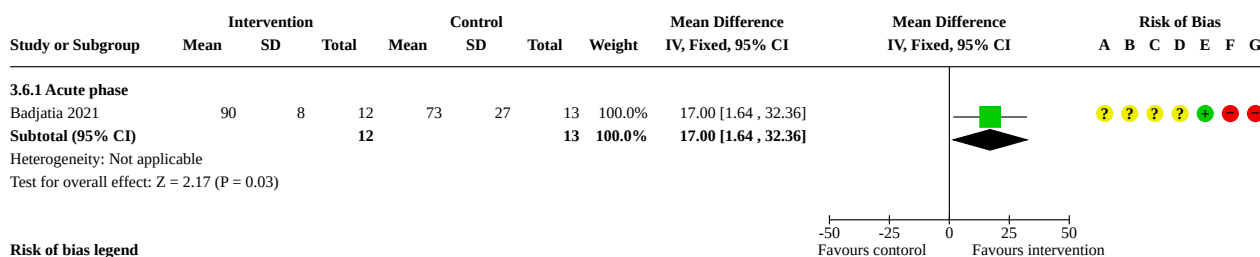 Intervention Control Mean Difference Mean Difference Risk of Bias
Study or Subgroup Mean SD Total Mean SD Total Weight IV, Fixed, 95% CI IV, Fixed, 95% CI A B C D E F G
3.6.1 Acute phase
Badjatia 2021 90 8 12 73 27 13 100.0% 17.00 [1.64 , 32.36] ? ? ? ? + − −
Subtotal (95% CI) 12 13 100.0% 17.00 [1.64 , 32.36]
Heterogeneity: Not applicable
Test for overall effect: Z = 2.17 (P = 0.03)
-50 -25 0 25 50
Favours contorol Favours intervention
Risk of bias legend